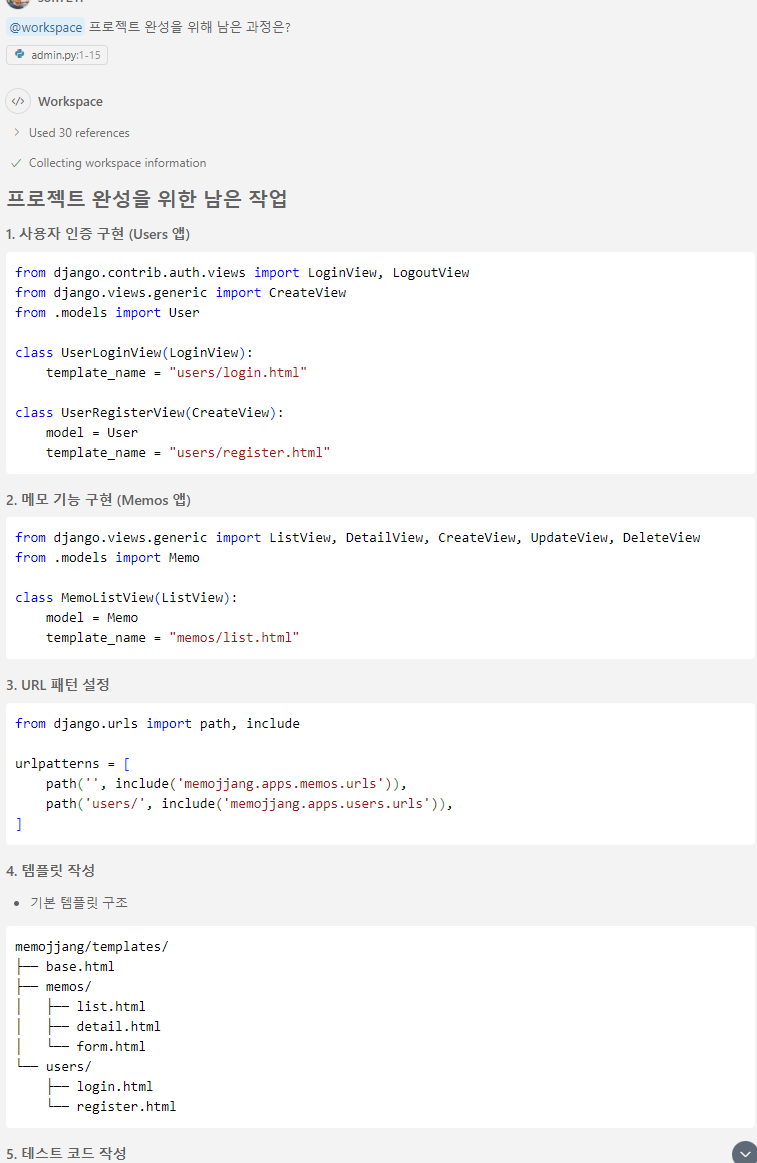 @workspace 프로젝트 완성을 위해 남은 과정은?
admin.py:1-15
Workspace
Used 30 references
Collecting workspace information
프로젝트 완성을 위한 남은 작업
1. 사용자 인증 구현 (Users 앱)
from django.contrib.auth.views import LoginView, LogoutView
from django.views.generic import CreateView
from .models import User
class UserLoginView(LoginView):
    template_name = "users/login.html"
class UserRegisterView(CreateView):
    model = User
    template_name = "users/register.html"
2. 메모 기능 구현 (Memos 앱)
from django.views.generic import ListView, DetailView, CreateView, UpdateView, DeleteView
from .models import Memo
class MemoListView(ListView):
    model = Memo
    template_name = "memos/list.html"
3. URL 패턴 설정
from django.urls import path, include
urlpatterns = [
    path('', include('memojjang.apps.memos.urls')),
    path('users/', include('memojjang.apps.users.urls')),
]
4. 템플릿 작성
• 기본 템플릿 구조
memojjang/templates/
├── base.html
├── memos/
│   ├── list.html
│   ├── detail.html
│   └── form.html
└── users/
    ├── login.html
    └── register.html
5. 테스트 코드 작성